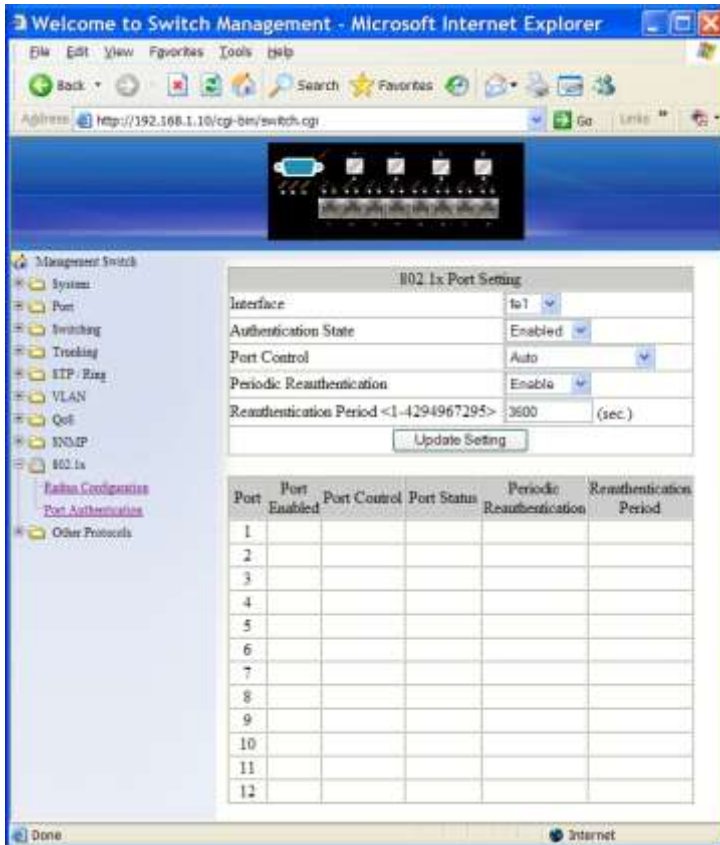 Welcome to Switch Management - Microsoft Internet Explorer
File Edit View Favorites Tools Help
Back Search Favorites
Address http://192.168.1.10/cgi-bin/switch.cgi Go Links »
Management Switch
System
Port
Switching
Trunking
STP / Ring
VLAN
QoS
SNMP
802.1x
Radius Configuration
Port Authentication
Other Protocols
802.1x Port Setting
Interface fe1
Authentication State Enabled
Port Control Auto
Periodic Reauthentication Enable
Reauthentication Period <1-4294967295> 3600 (sec.)
Update Setting
Port Port Enabled Port Control Port Status Periodic Reauthentication Reauthentication Period
1
2
3
4
5
6
7
8
9
10
11
12
Done Internet